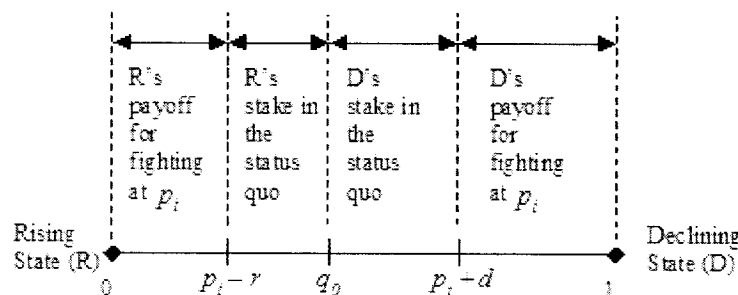 R's payoff for fighting at p_t
R's stake in the status quo
D's stake in the status quo
D's payoff for fighting at p_t
Rising State (R)
Declining State (D)
0
p_t − r
q_0
p_t + d
1